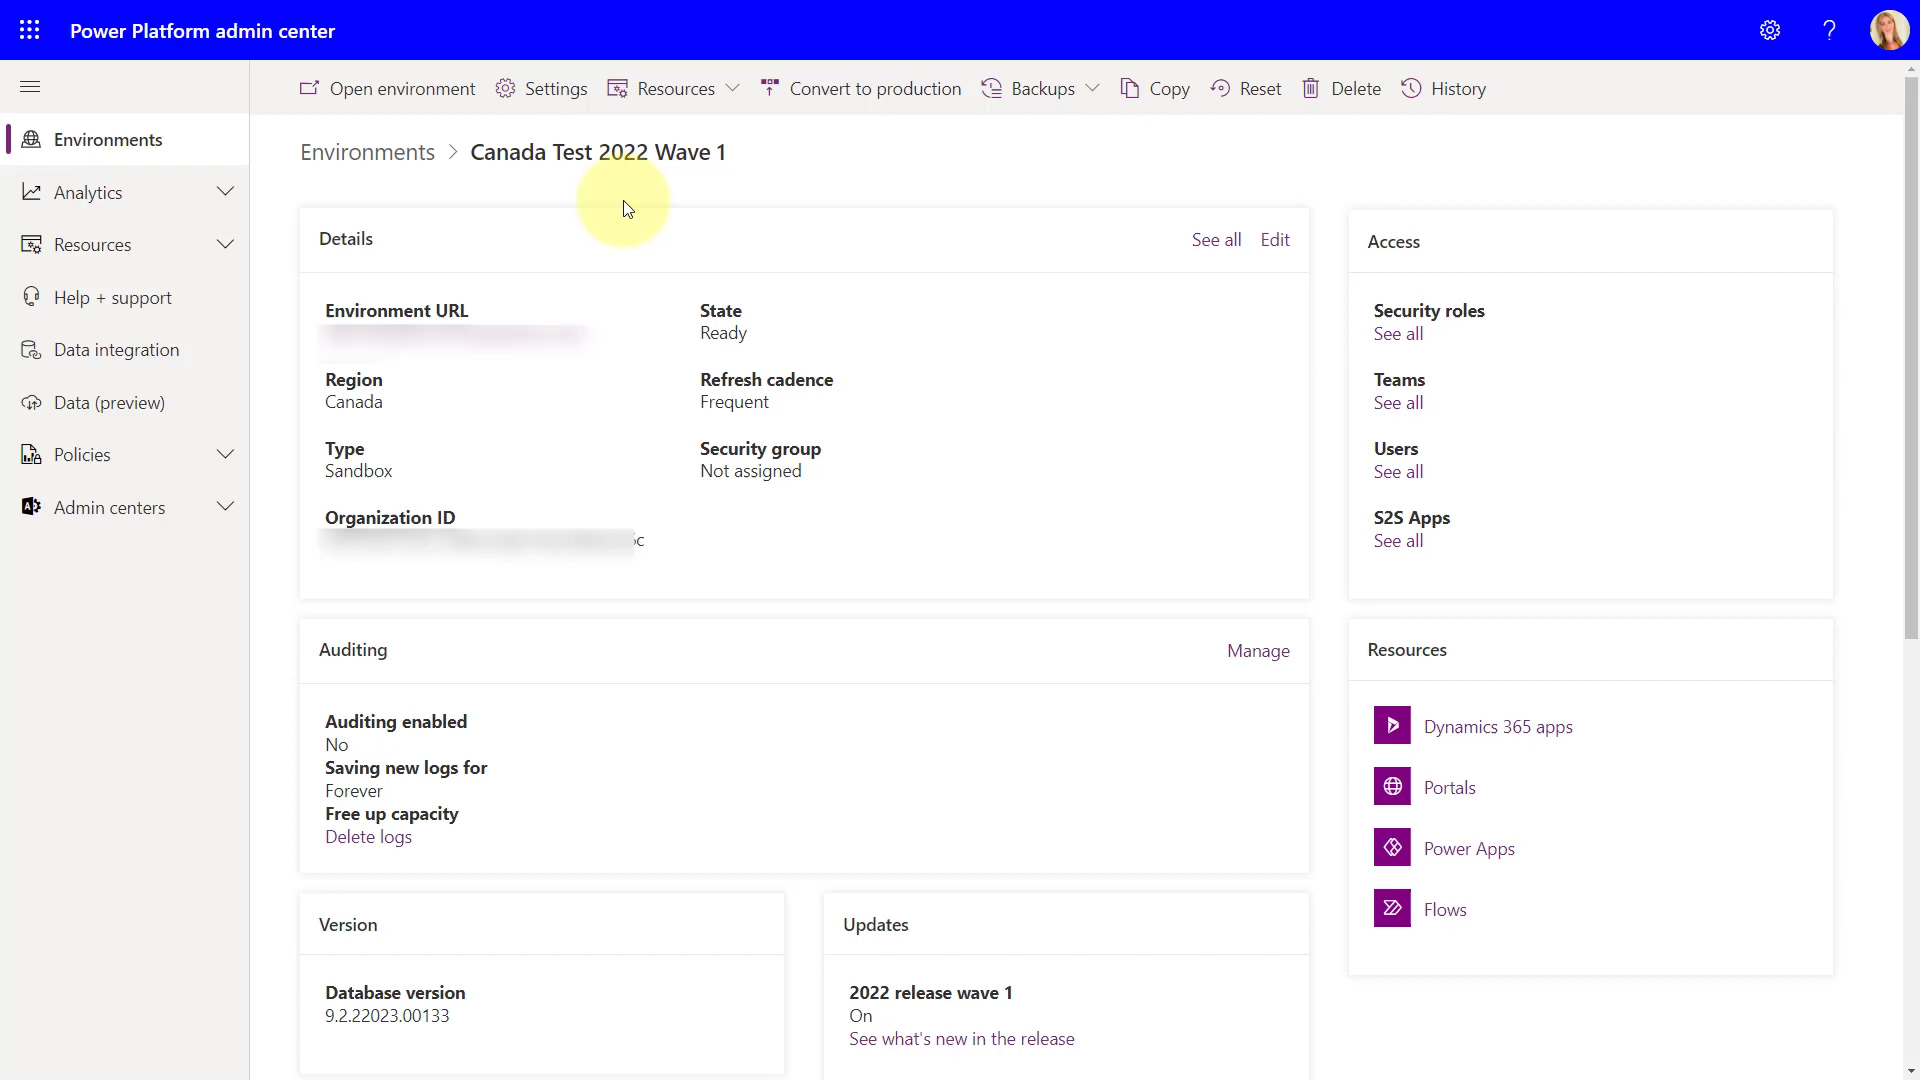 Power Platform admin center
?
Open environment Settings Resources Convert to production Backups Copy Reset Delete History
Environments
Analytics
Resources
Help + support
Data integration
Data (preview)
Policies
Admin centers
Environments > Canada Test 2022 Wave 1
Details See all Edit
Environment URL
State
Ready
Region
Canada
Refresh cadence
Frequent
Type
Sandbox
Security group
Not assigned
Organization ID
Access
Security roles
See all
Teams
See all
Users
See all
S2S Apps
See all
Auditing Manage
Auditing enabled
No
Saving new logs for
Forever
Free up capacity
Delete logs
Resources
Dynamics 365 apps
Portals
Power Apps
Flows
Version
Database version
9.2.22023.00133
Updates
2022 release wave 1
On
See what's new in the release